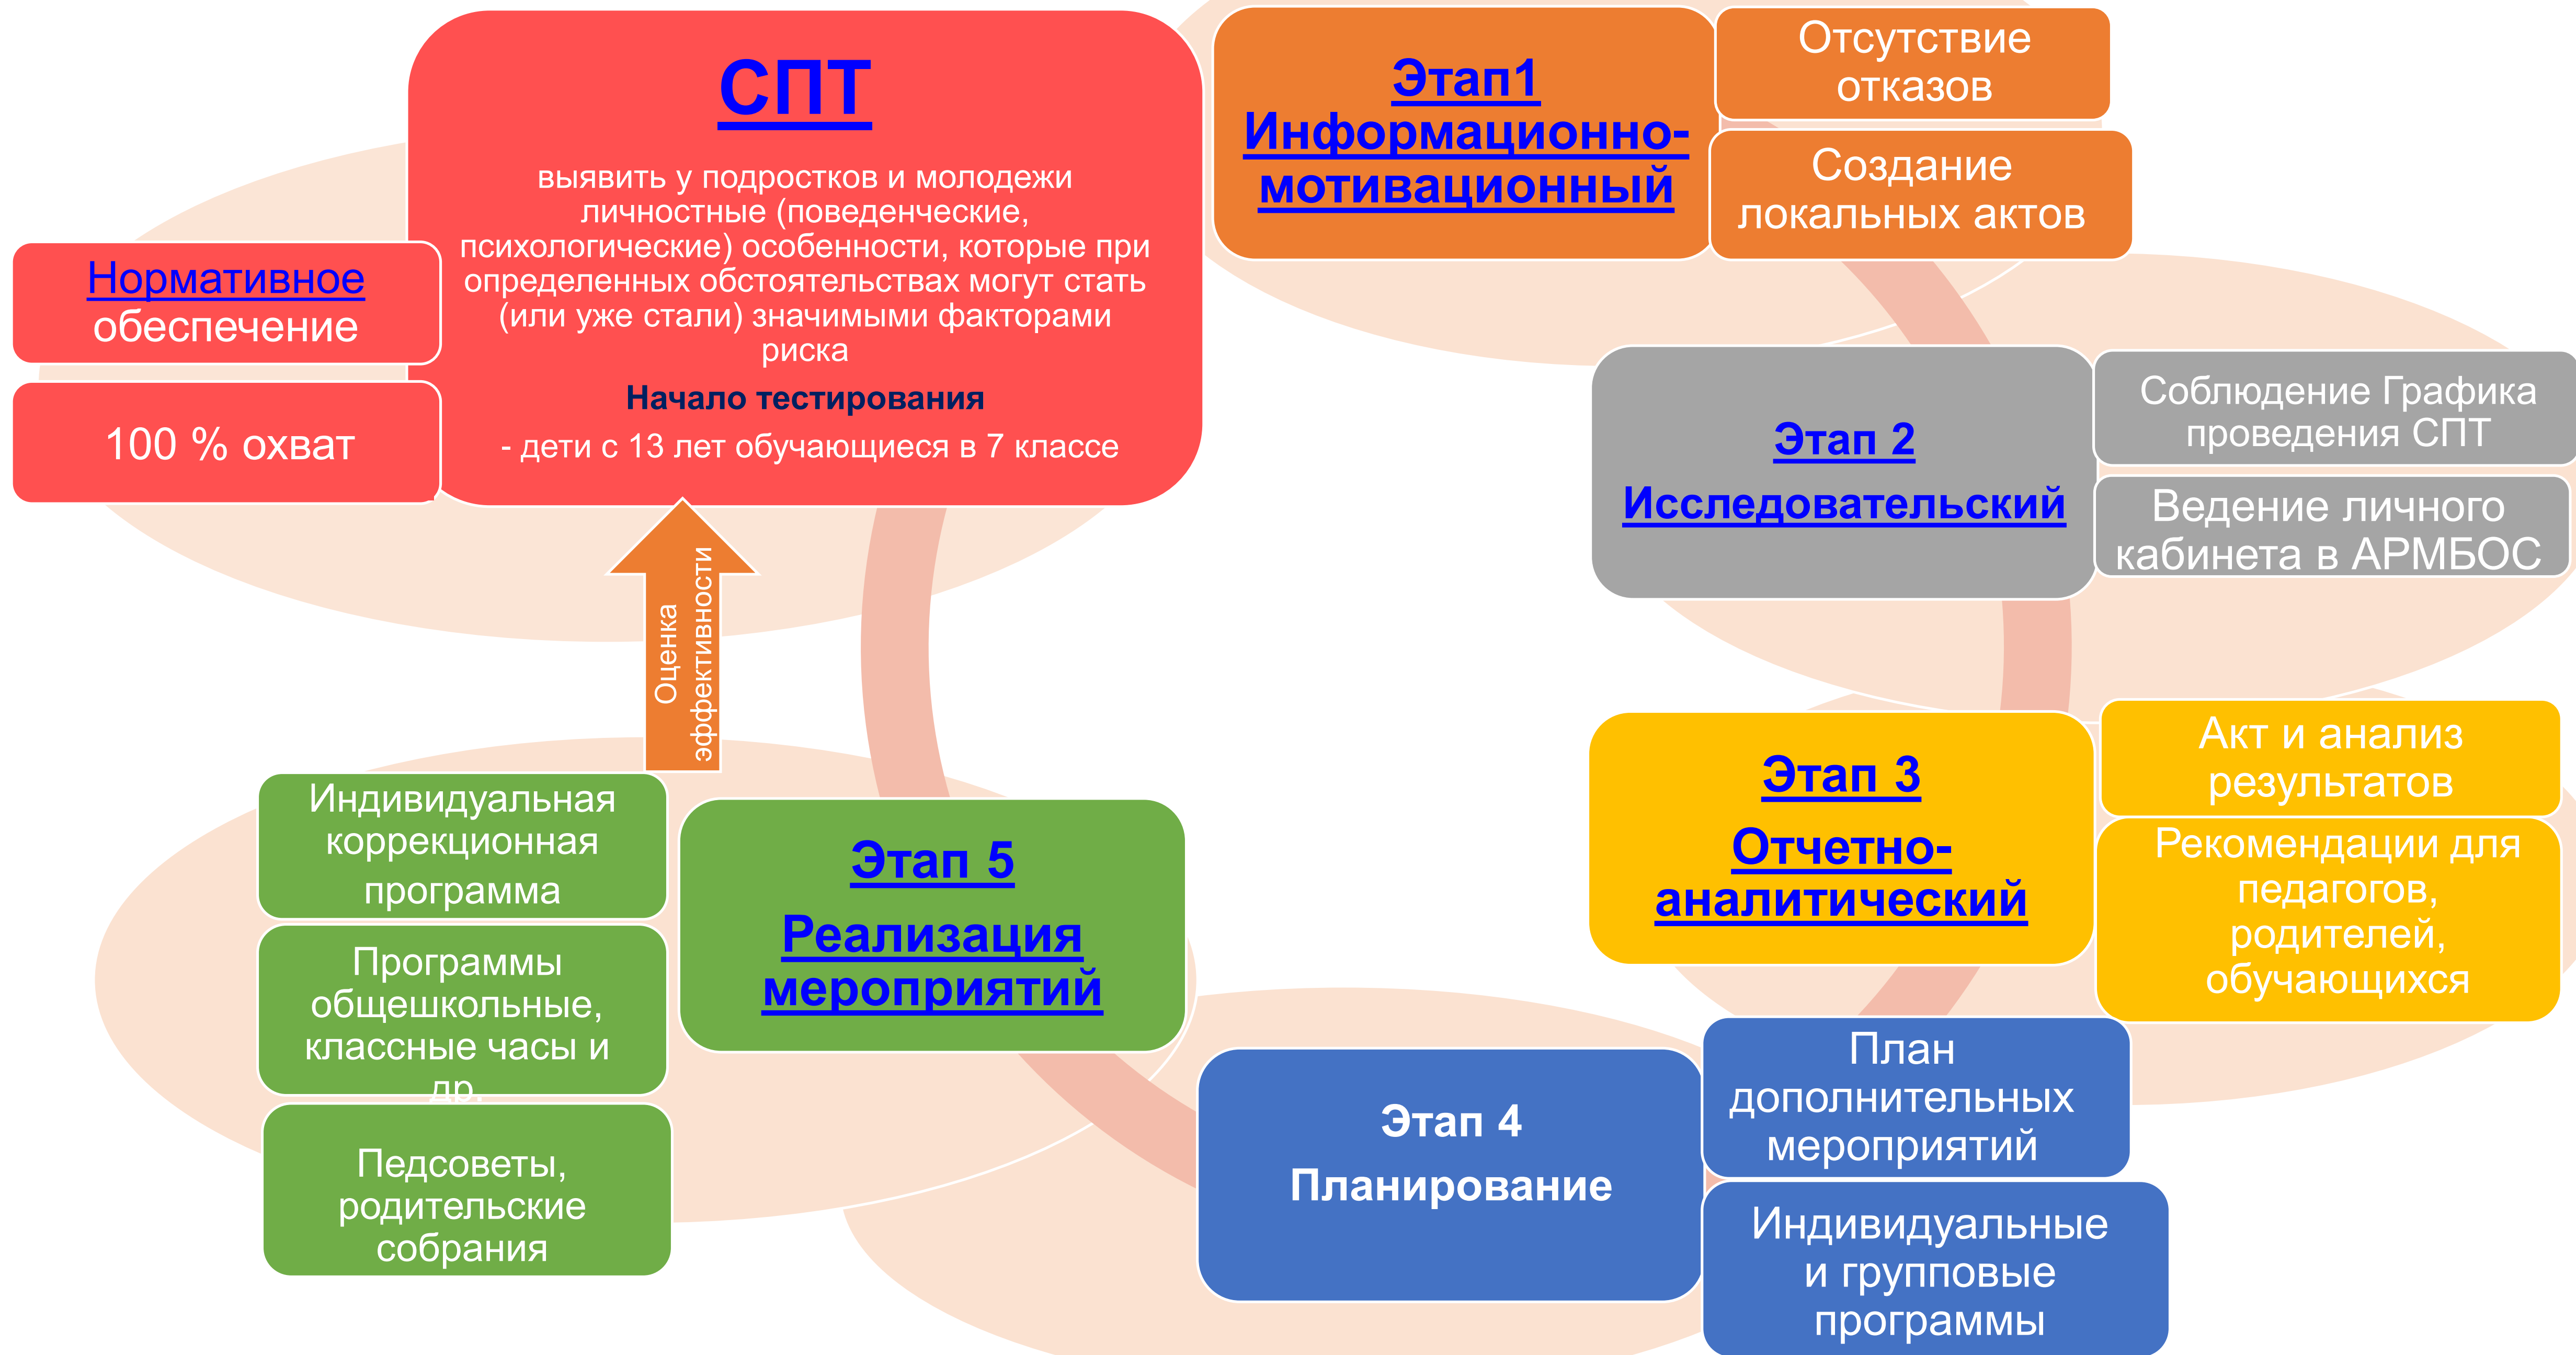 СПТ
выявить у подростков и молодежи
личностные (поведенческие,
психологические) особенности, которые при
определенных обстоятельствах могут стать
(или уже стали) значимыми факторами
риска
Начало тестирования
- дети с 13 лет обучающиеся в 7 классе
Нормативное
обеспечение
100 % охват
Этап1
Информационно-
мотивационный
Отсутствие
отказов
Создание
локальных актов
Этап 2
Исследовательский
Соблюдение Графика
проведения СПТ
Ведение личного
кабинета в АРМБОС
Этап 3
Отчетно-
аналитический
Акт и анализ
результатов
Рекомендации для
педагогов,
родителей,
обучающихся
Этап 4
Планирование
План
дополнительных
мероприятий
Индивидуальные
и групповые
программы
Этап 5
Реализация
мероприятий
Индивидуальная
коррекционная
программа
Программы
общешкольные,
классные часы и
др.
Педсоветы,
родительские
собрания
Оценка
эффективности